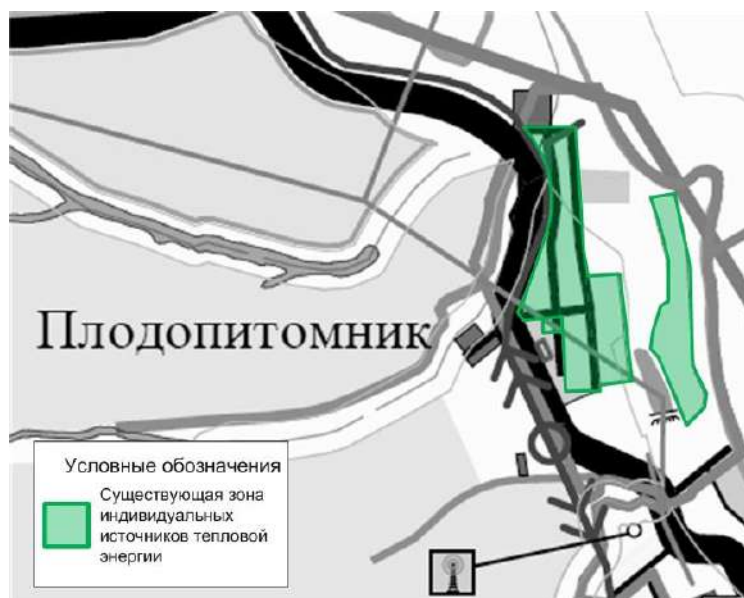 Плодопитомник
Условные обозначения
Существующая зона
индивидуальных
источников тепловой
энергии